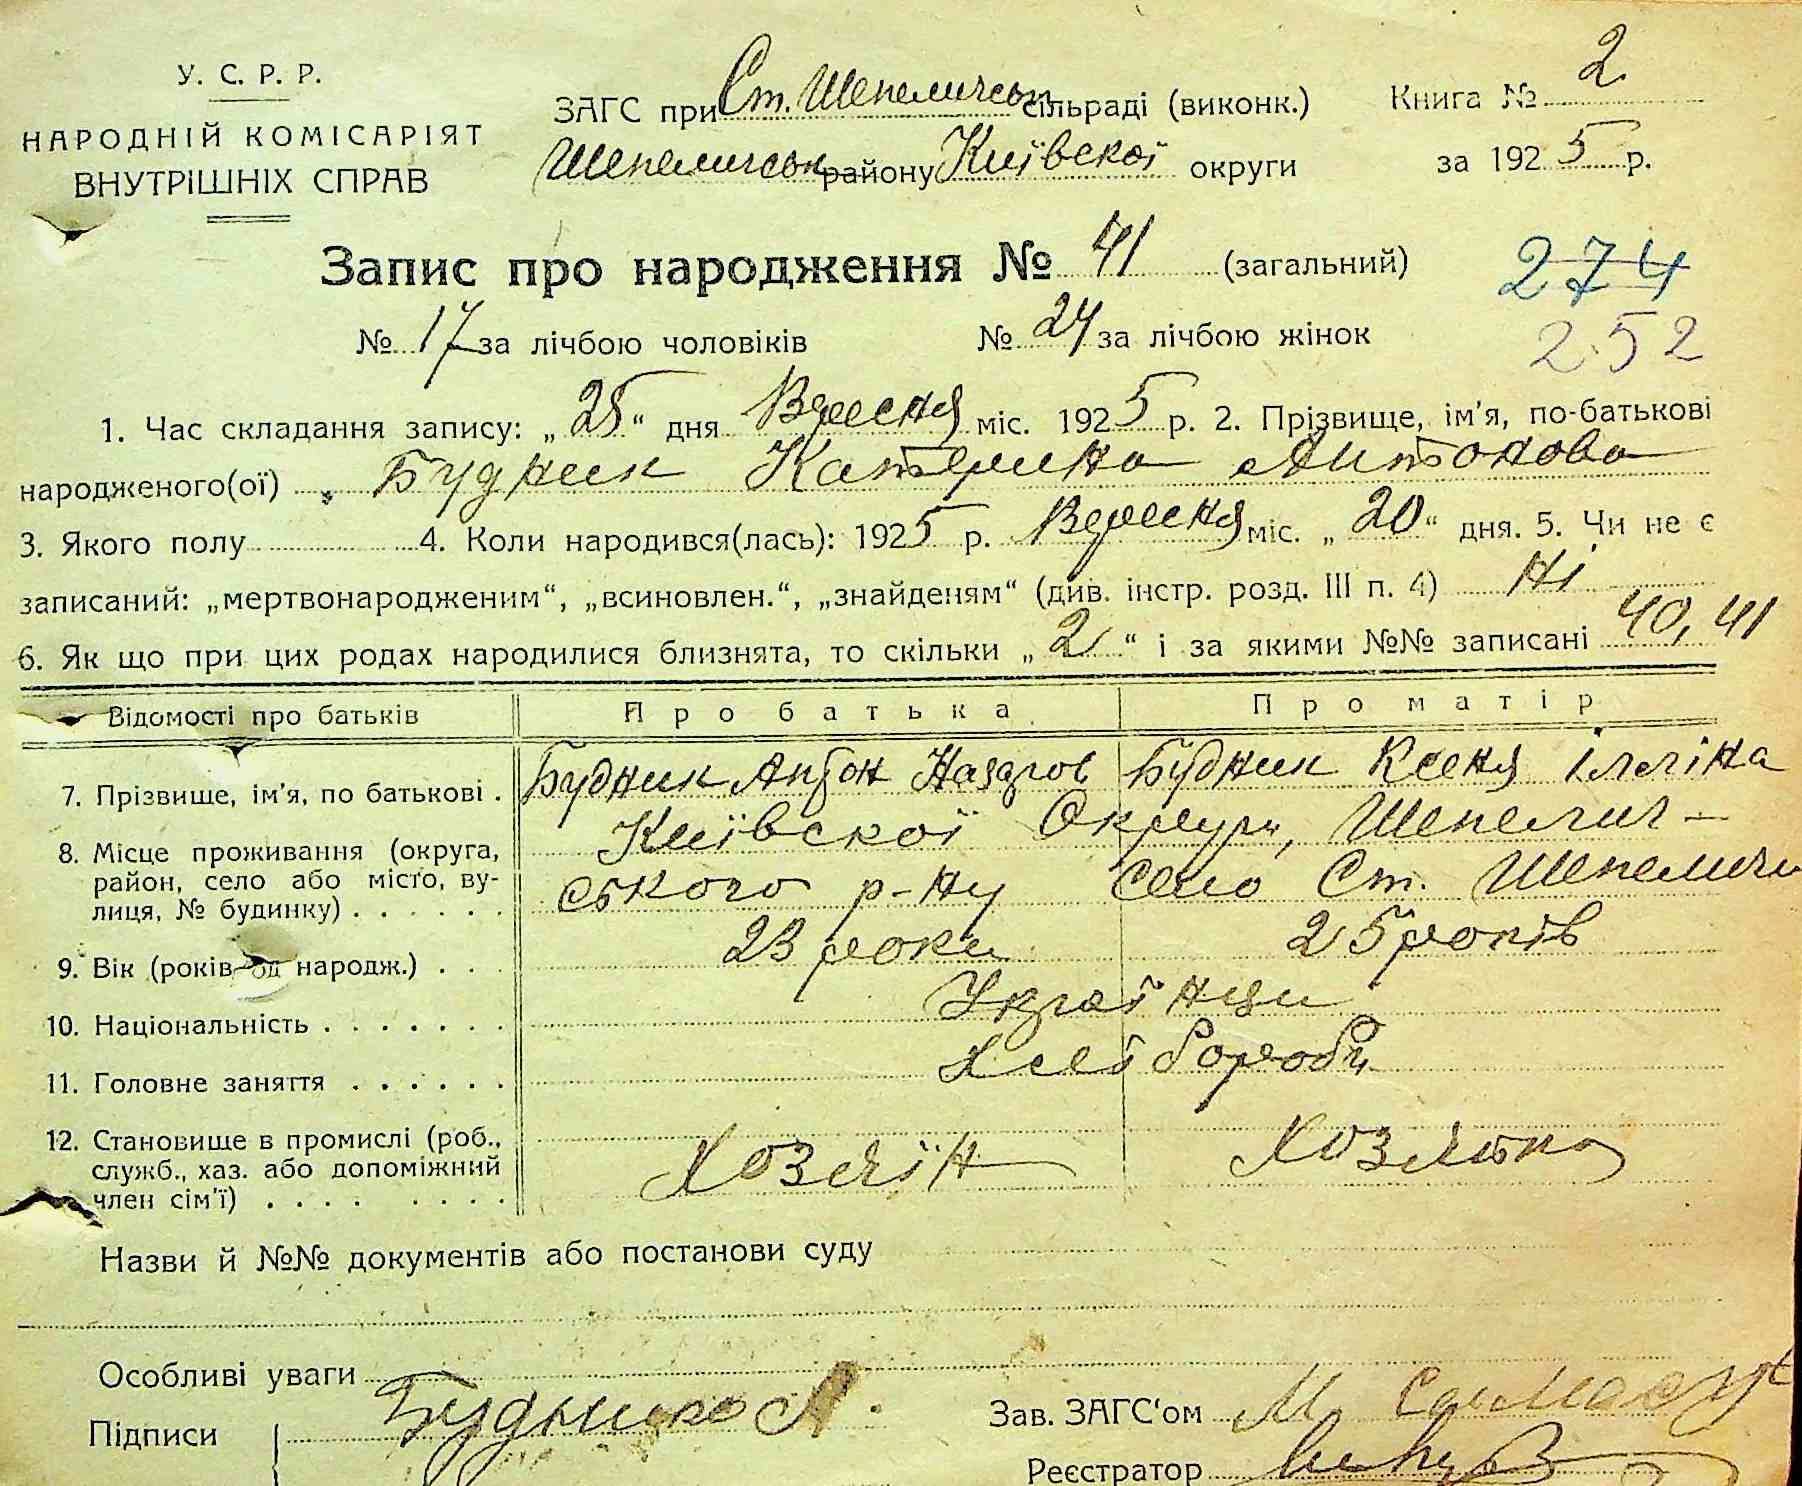 У. С. Р. Р.
НАРОДНІЙ КОМІСАРІЯТ
ВНУТРІШНІХ СПРАВ
ЗАГС при Ст. Шепеличськ сільраді (виконк.)
Шепеличськ району Київскої округи
Книга № 2
за 1925 р.
Запис про народження № 41 (загальний)
274
№ 17 за лічбою чоловіків № 24 за лічбою жінок
252
1. Час складання запису: „25“ дня Вересня міс. 1925 р. 2. Прізвище, ім'я, по-батькові
народженого(ої) Будник Катерина Антонова
3. Якого полу 4. Коли народився(лась): 1925 р. Вересня міс. „20“ дня. 5. Чи не є
записаний: „мертвонародженим“, „всиновлен.“, „знайденям“ (див. інстр. розд. III п. 4) Ні
6. Як що при цих родах народилися близнята, то скільки „2“ і за якими №№ записані 40, 41
Відомості про батьків Про батька Про матір
7. Прізвище, ім'я, по батькові . Будник Антон Назаров Будник Ксеня Іллічна
8. Місце проживання (округа, район, село або місто, ву-
лиця, № будинку) . . . . . . Київскої Округи, Шепелич-
ського р-ну село Ст. Шепеличи
9. Вік (років од народж.) . . . 23 роки 25 років
10. Національність . . . . . . . Українци
11. Головне заняття . . . . . . Хлібороби
12. Становище в промислі (роб.,
служб., хаз. або допоміжний
член сім'ї) . . . . . . . . Хозяїн Хозяйка
Назви й №№ документів або постанови суду
Особливі уваги
Підписи Будник А.
Зав. ЗАГС'ом М.
Реєстратор